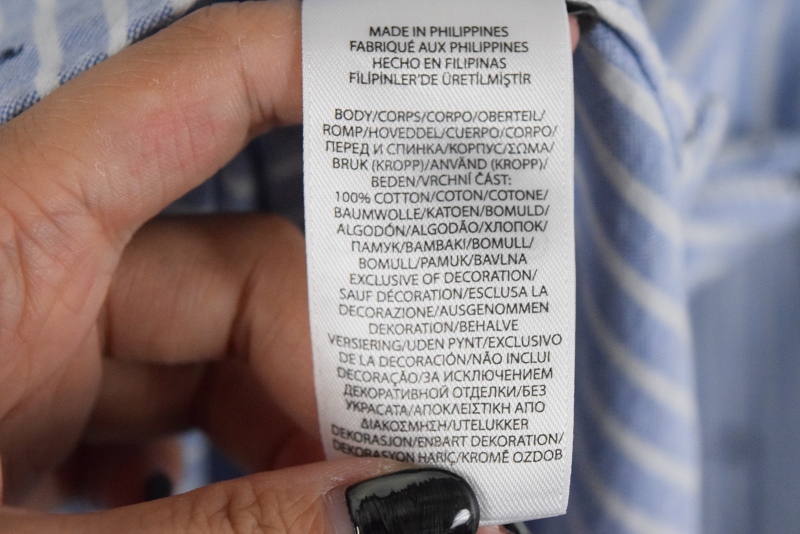 MADE IN PHILIPPINES
FABRIQUÉ AUX PHILIPPINES
HECHO EN FILIPINAS
FİLİPİNLER'DE ÜRETİLMİŞTİR
BODY/CORPS/CORPO/OBERTEIL/
ROMP/HOVEDDEL/CUERPO/CORPO/
ПЕРЕД И СПИНКА/КОРПУС/ΣΩΜΑ/
BRUK (KROPP)/ANVÄND (KROPP)/
BEDEN/VRCHNÍ ČÁST:
100% COTTON/COTON/COTONE/
BAUMWOLLE/KATOEN/BOMULD/
ALGODÓN/ALGODÃO/ХЛОПОК/
ПАМУК/ΒΑΜΒΑΚΙ/BOMULL/
BOMULL/PAMUK/BAVLNA
EXCLUSIVE OF DECORATION/
SAUF DÉCORATION/ESCLUSA LA
DECORAZIONE/AUSGENOMMEN
DEKORATION/BEHALVE
VERSIERING/UDEN PYNT/EXCLUSIVO
DE LA DECORACIÓN/NÃO INCLUI
DECORAÇÃO/ЗА ИСКЛЮЧЕНИЕМ
ДЕКОРАТИВНОЙ ОТДЕЛКИ/БЕЗ
УКРАСАТА/ΑΠΟΚΛΕΙΣΤΙΚΗ ΑΠΟ
ΔΙΑΚΟΣΜΗΣΗ/UTELUKKER
DEKORASJON/ENBART DEKORATION/
DEKORASYON HARİÇ/KROMĚ OZDOB